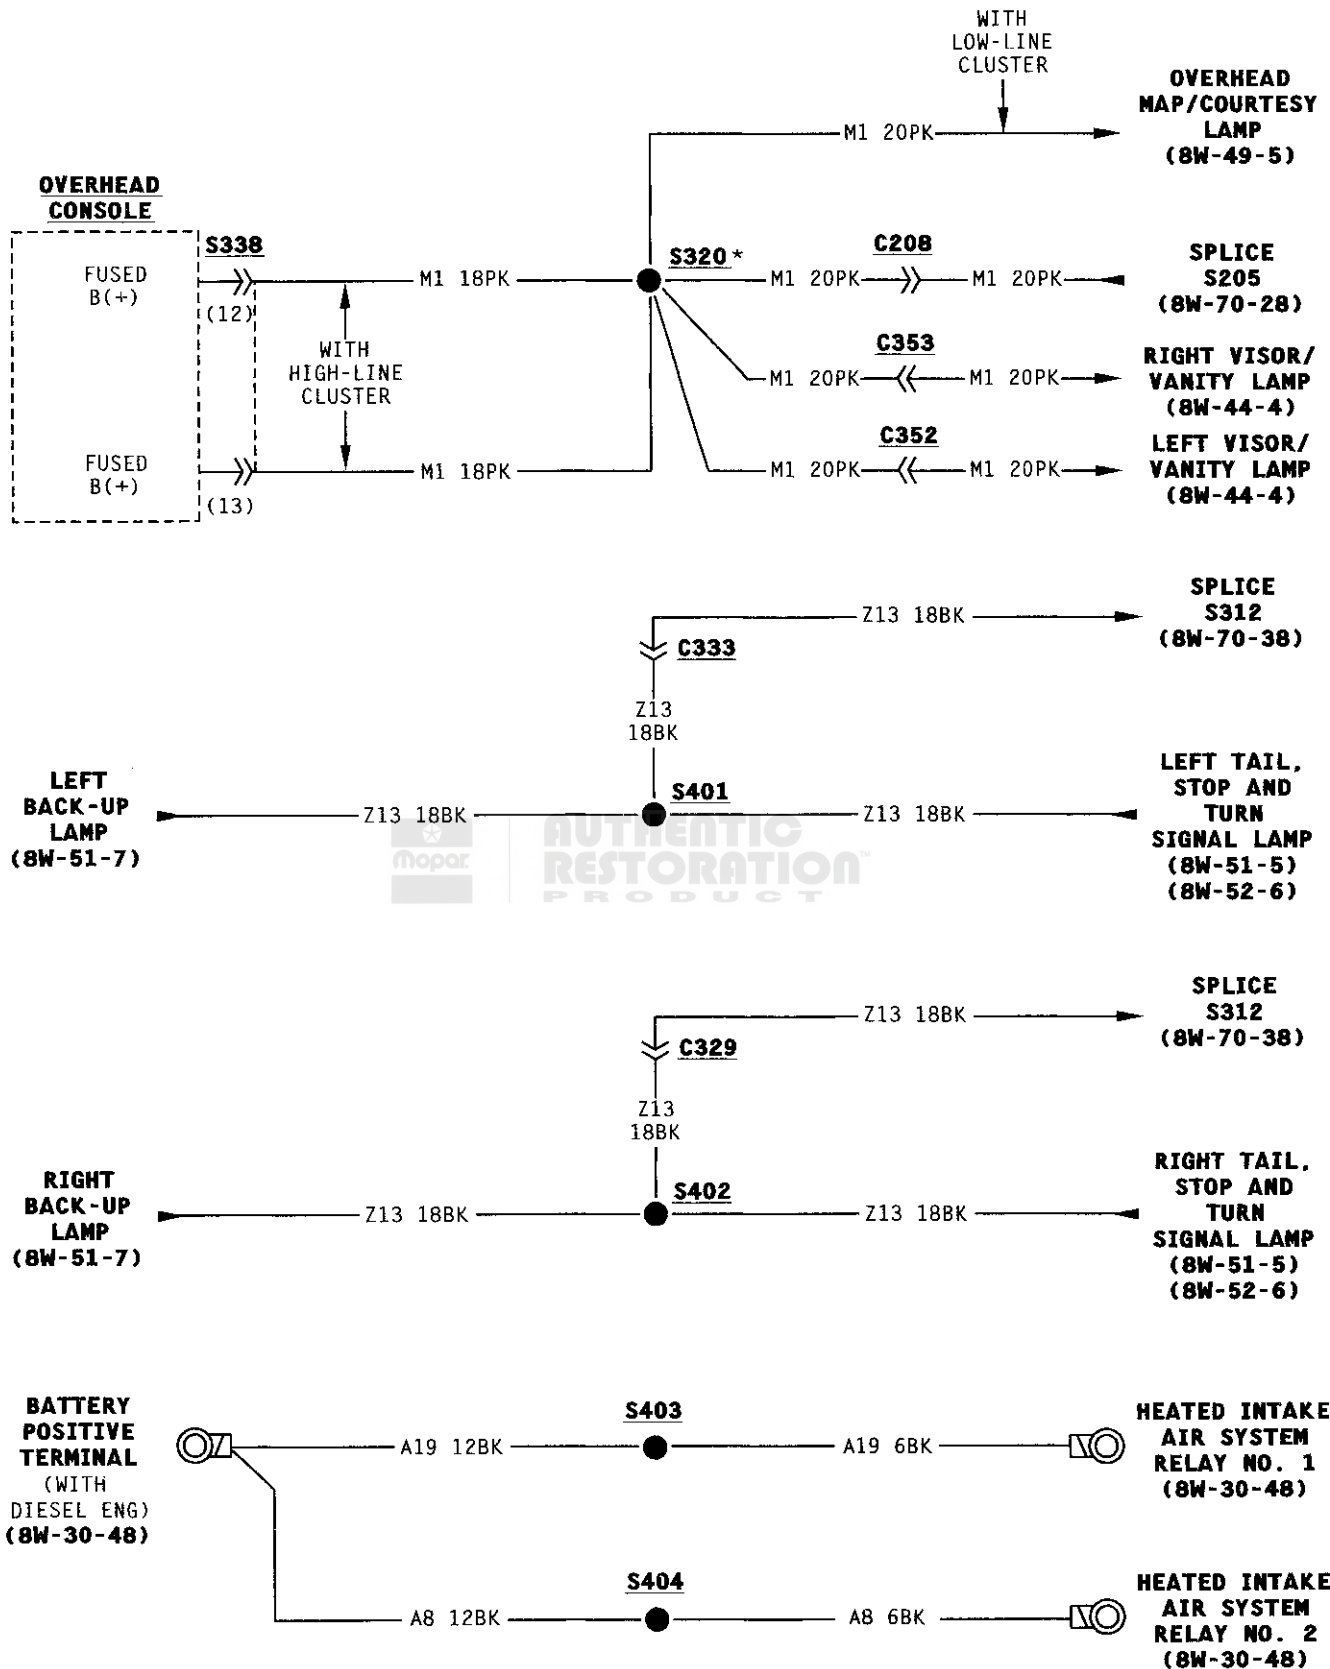 WITH
LOW-LINE
CLUSTER
OVERHEAD
MAP/COURTESY
LAMP
(8W-49-5)
M1 20PK
OVERHEAD
CONSOLE
S338
FUSED
B(+)
(12)
M1 18PK
S320 *
M1 20PK
C208
M1 20PK
SPLICE
S205
(8W-70-28)
WITH
HIGH-LINE
CLUSTER
M1 20PK
C353
M1 20PK
RIGHT VISOR/
VANITY LAMP
(8W-44-4)
FUSED
B(+)
(13)
M1 18PK
M1 20PK
C352
M1 20PK
LEFT VISOR/
VANITY LAMP
(8W-44-4)
Z13 18BK
SPLICE
S312
(8W-70-38)
C333
Z13
18BK
LEFT
BACK-UP
LAMP
(8W-51-7)
Z13 18BK
S401
Z13 18BK
LEFT TAIL,
STOP AND
TURN
SIGNAL LAMP
(8W-51-5)
(8W-52-6)
Mopar
AUTHENTIC
RESTORATION™
PRODUCT
Z13 18BK
SPLICE
S312
(8W-70-38)
C329
Z13
18BK
RIGHT
BACK-UP
LAMP
(8W-51-7)
Z13 18BK
S402
Z13 18BK
RIGHT TAIL,
STOP AND
TURN
SIGNAL LAMP
(8W-51-5)
(8W-52-6)
BATTERY
POSITIVE
TERMINAL
(WITH
DIESEL ENG)
(8W-30-48)
A19 12BK
S403
A19 6BK
HEATED INTAKE
AIR SYSTEM
RELAY NO. 1
(8W-30-48)
A8 12BK
S404
A8 6BK
HEATED INTAKE
AIR SYSTEM
RELAY NO. 2
(8W-30-48)